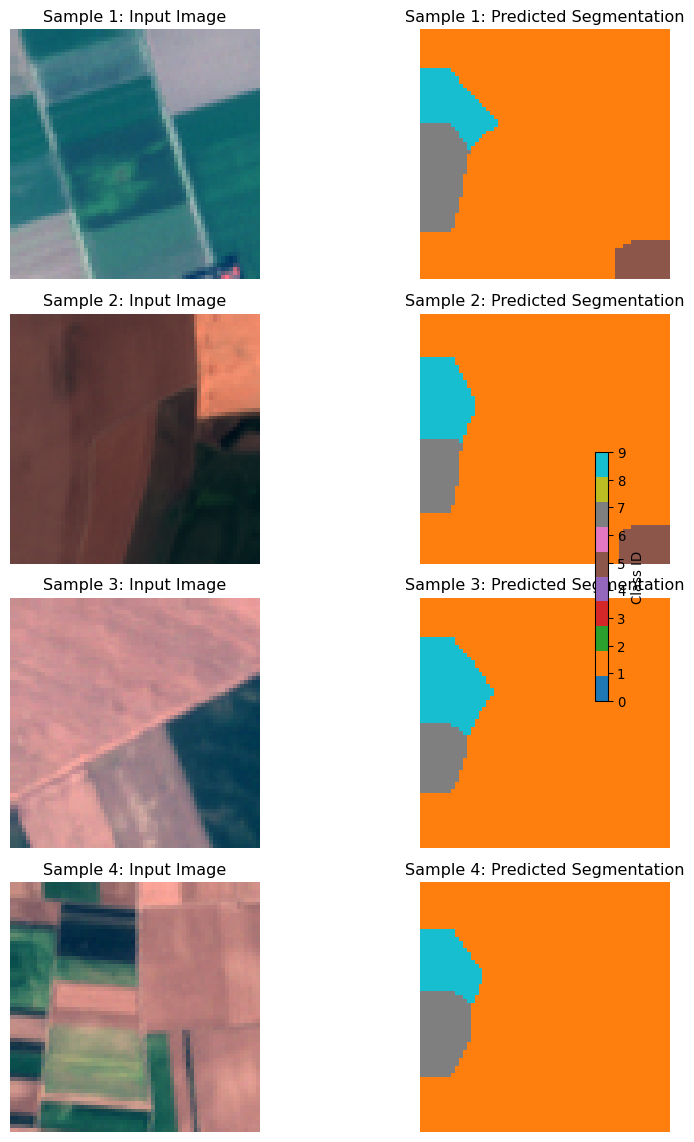 Sample 1: Input Image
Sample 1: Predicted Segmentation
Sample 2: Input Image
Sample 2: Predicted Segmentation
9
8
7
6
5
4
3
2
1
0
Class ID
Sample 3: Input Image
Sample 3: Predicted Segmentation
Sample 4: Input Image
Sample 4: Predicted Segmentation